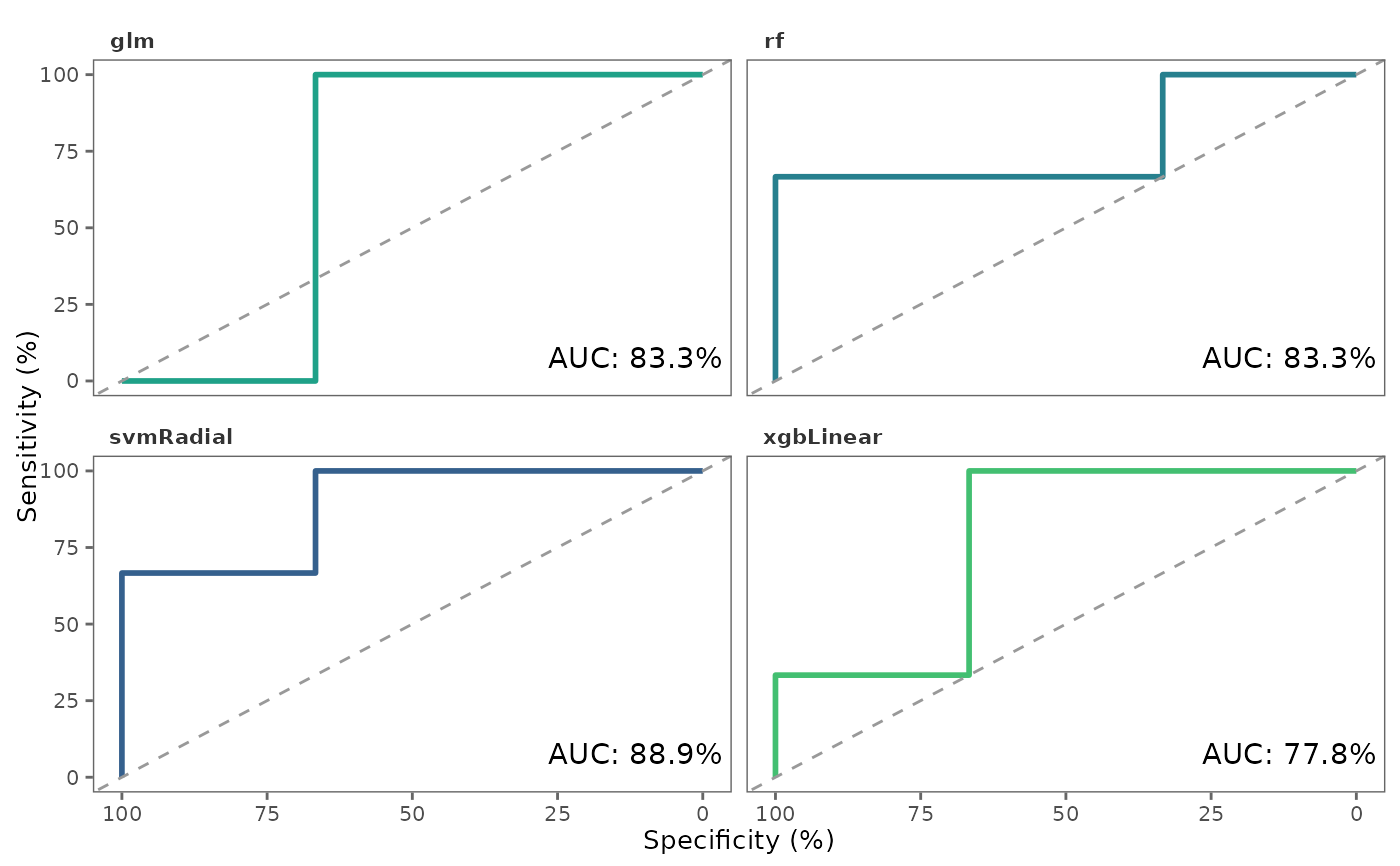 glm
rf
100
75
50
25
0
AUC: 83.3%
AUC: 83.3%
Sensitivity (%)
svmRadial
xgbLinear
100
75
50
25
0
AUC: 88.9%
AUC: 77.8%
100 75 50 25 0
100 75 50 25 0
Specificity (%)